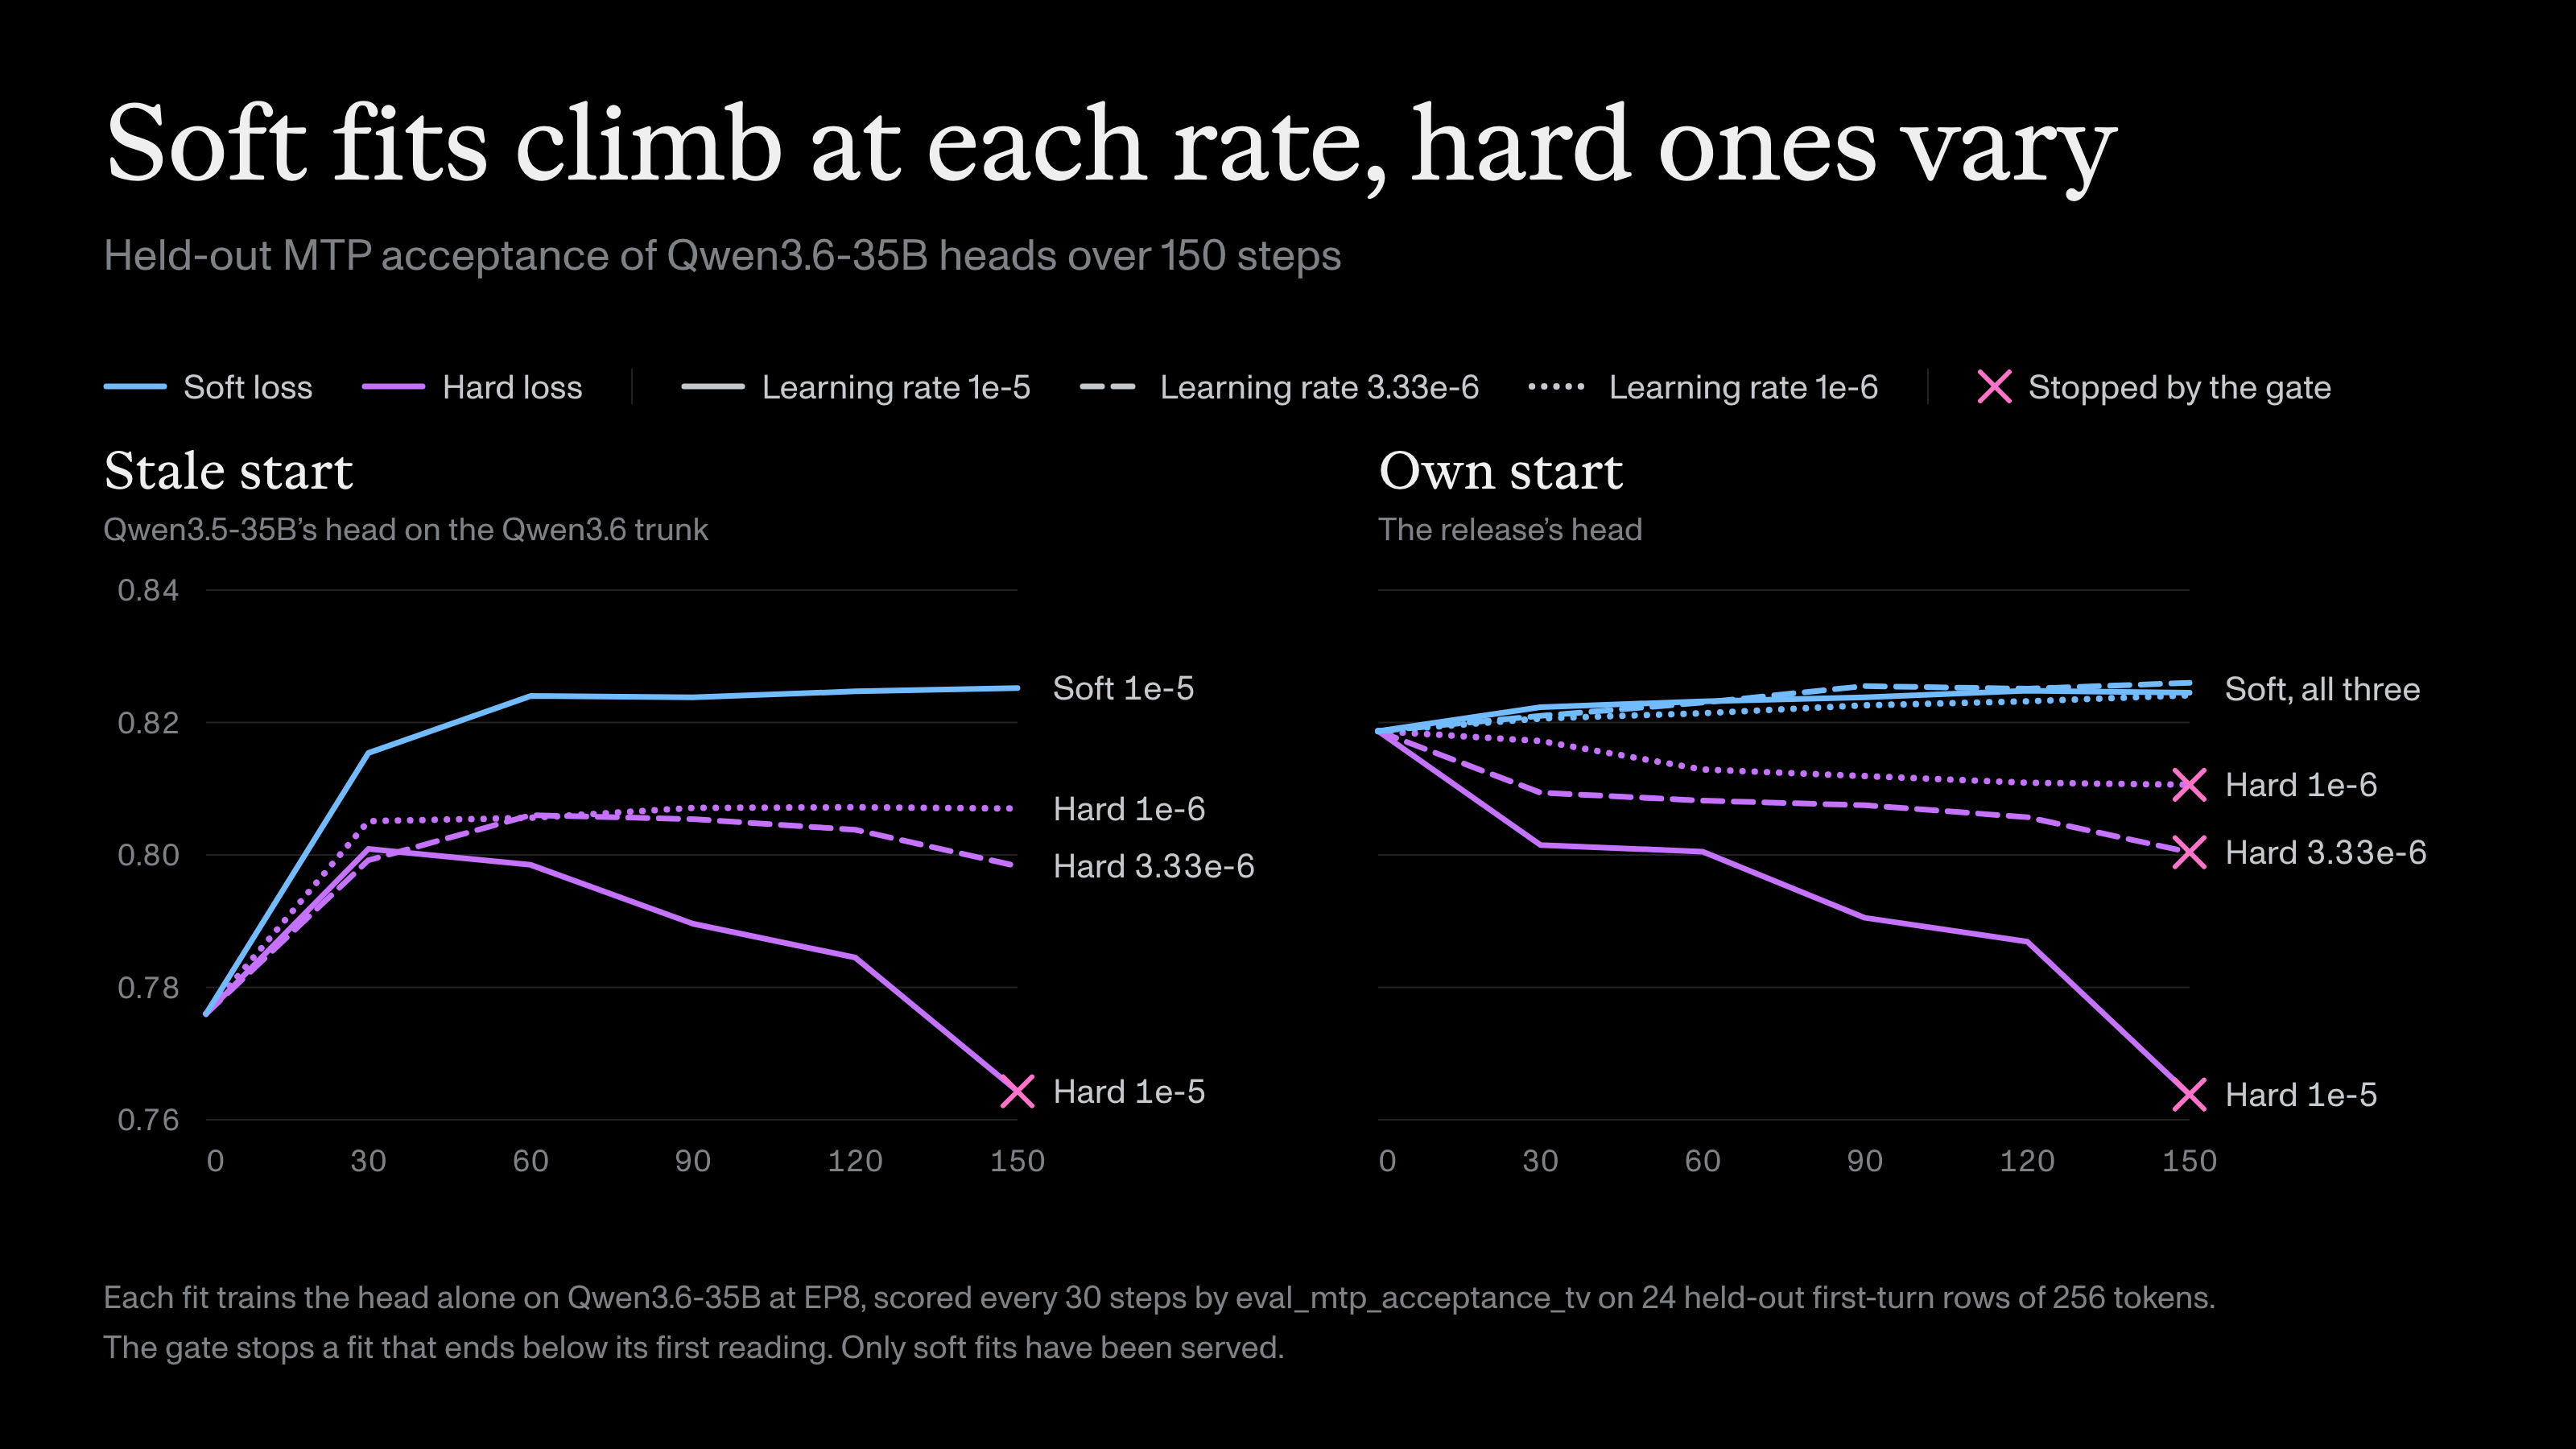 Soft fits climb at each rate, hard ones vary
Held-out MTP acceptance of Qwen3.6-35B heads over 150 steps
Soft loss
Hard loss
Learning rate 1e-5
Learning rate 3.33e-6
Learning rate 1e-6
Stopped by the gate
Stale start
Qwen3.5-35B’s head on the Qwen3.6 trunk
0.84
0.82
0.80
0.78
0.76
Soft 1e-5
Hard 1e-6
Hard 3.33e-6
Hard 1e-5
0 30 60 90 120 150
Own start
The release’s head
Soft, all three
Hard 1e-6
Hard 3.33e-6
Hard 1e-5
0 30 60 90 120 150
Each fit trains the head alone on Qwen3.6-35B at EP8, scored every 30 steps by eval_mtp_acceptance_tv on 24 held-out first-turn rows of 256 tokens.
The gate stops a fit that ends below its first reading. Only soft fits have been served.